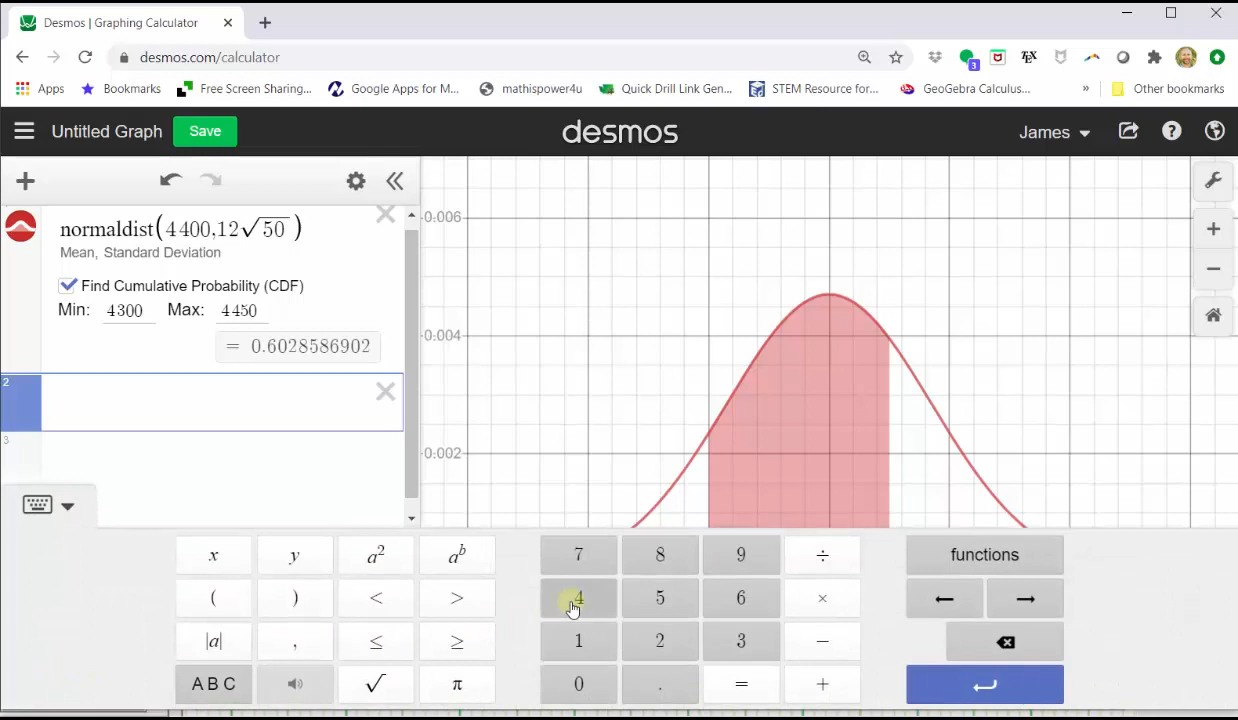 Desmos | Graphing Calculator
desmos.com/calculator
3
TEX
Apps
Bookmarks
Free Screen Sharing...
Google Apps for M...
mathispower4u
Quick Drill Link Gen...
STEM Resource for...
GeoGebra Calculus...
»
Other bookmarks
Untitled Graph
Save
desmos
James
normaldist(4400,12√50)
Mean, Standard Deviation
Find Cumulative Probability (CDF)
Min: 4300 Max: 4450
= 0.6028586902
2
3
0.006
0.004
0.002
x y a² aᵇ 7 8 9 ÷ functions
( ) < > 4 5 6 × ← →
|a| , ≤ ≥ 1 2 3 −
A B C √ π 0 . = +